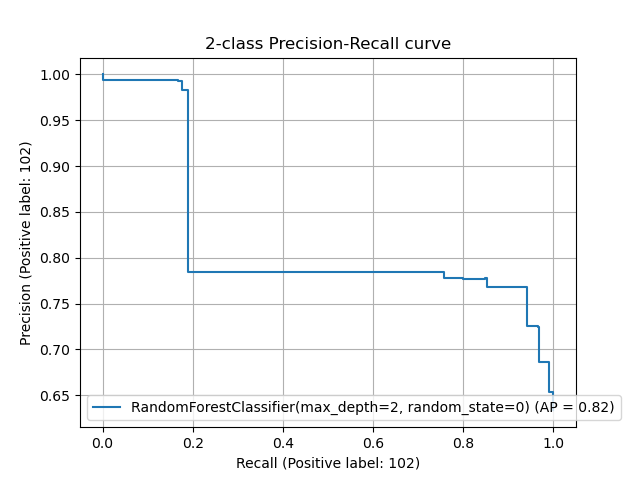 2-class Precision-Recall curve
1.00
0.95
0.90
0.85
0.80
0.75
0.70
0.65
Precision (Positive label: 102)
RandomForestClassifier(max_depth=2, random_state=0) (AP = 0.82)
0.0 0.2 0.4 0.6 0.8 1.0
Recall (Positive label: 102)